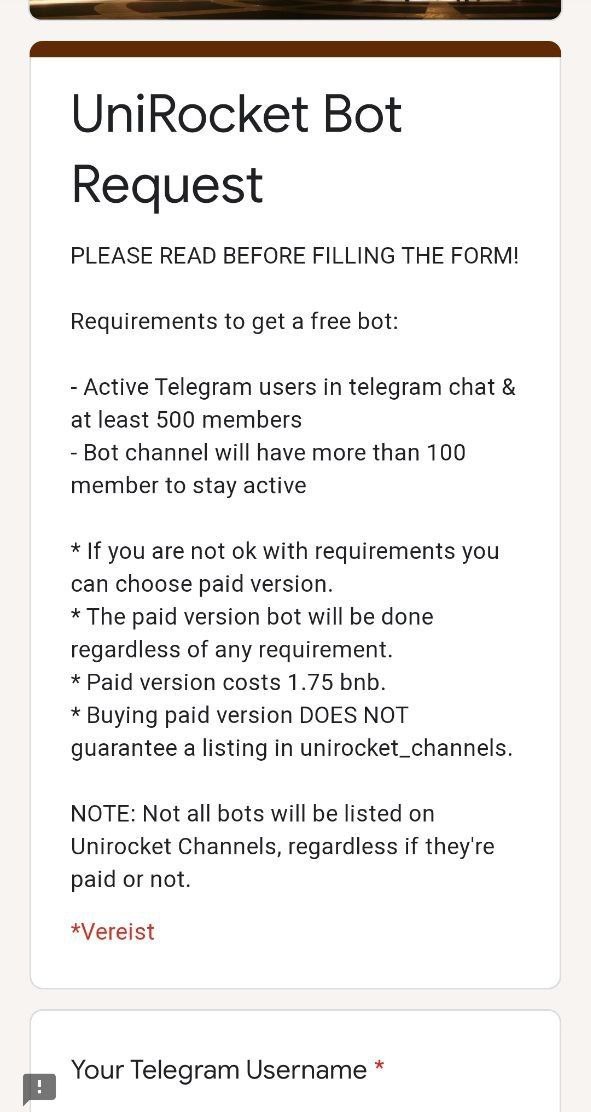 UniRocket Bot
Request
PLEASE READ BEFORE FILLING THE FORM!
Requirements to get a free bot:
- Active Telegram users in telegram chat &
at least 500 members
- Bot channel will have more than 100
member to stay active
* If you are not ok with requirements you
can choose paid version.
* The paid version bot will be done
regardless of any requirement.
* Paid version costs 1.75 bnb.
* Buying paid version DOES NOT
guarantee a listing in unirocket_channels.
NOTE: Not all bots will be listed on
Unirocket Channels, regardless if they're
paid or not.
*Vereist
Your Telegram Username *